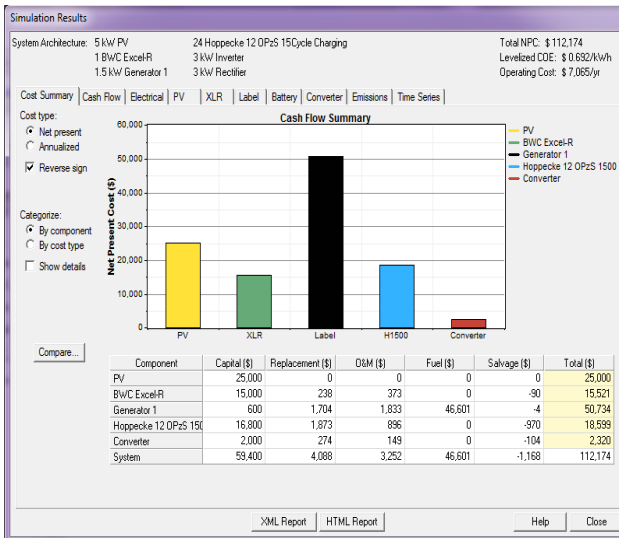 Simulation Results
System Architecture: 5 kW PV 24 Hoppecke 12 OPzS 15Cycle Charging Total NPC: $ 112,174
1 BWC Excel-R 3 kW Inverter Levelized COE: $ 0.692/kWh
1.5 kW Generator 1 3 kW Rectifier Operating Cost: $ 7,065/yr
Cost Summary Cash Flow Electrical PV XLR Label Battery Converter Emissions Time Series
Cost type:
Net present
Annualized
Reverse sign
Categorize:
By component
By cost type
Show details
Compare...
Cash Flow Summary
Net Present Cost ($)
60,000
50,000
40,000
30,000
20,000
10,000
0
PV XLR Label H1500 Converter
PV
BWC Excel-R
Generator 1
Hoppecke 12 OPzS 1500
Converter
Component Capital ($) Replacement ($) O&M ($) Fuel ($) Salvage ($) Total ($)
PV 25,000 0 0 0 0 25,000
BWC Excel-R 15,000 238 373 0 -90 15,521
Generator 1 600 1,704 1,833 46,601 -4 50,734
Hoppecke 12 OPzS 150 16,800 1,873 896 0 -970 18,599
Converter 2,000 274 149 0 -104 2,320
System 59,400 4,088 3,252 46,601 -1,168 112,174
XML Report HTML Report Help Close